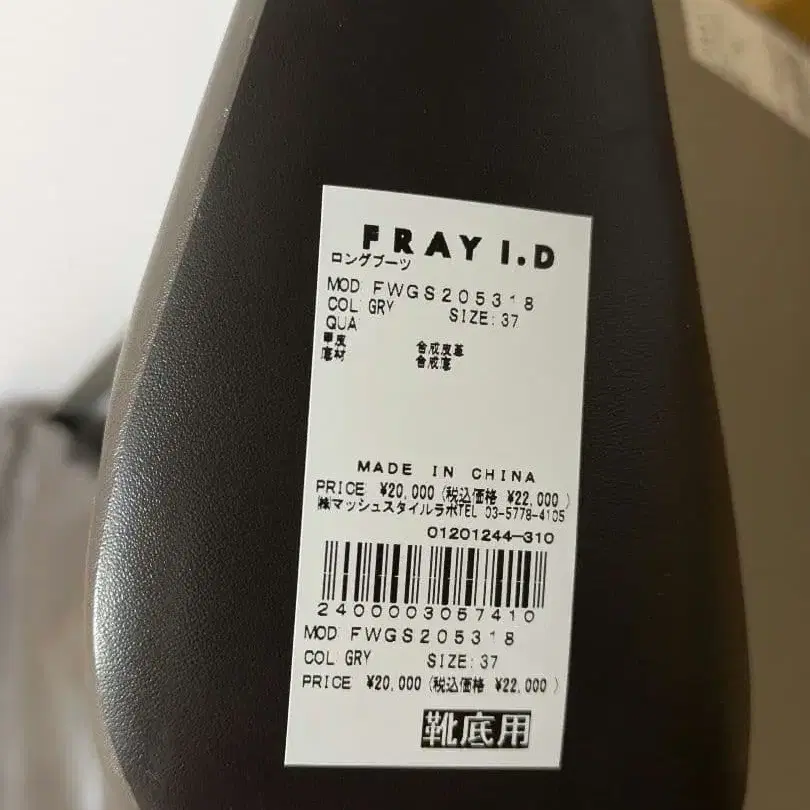 FRAY I.D
ロングブーツ
MOD FWGS205318
COL GRY SIZE: 37
QUA
甲皮 合成皮革
底材 合成底
MADE IN CHINA
PRICE ¥20,000 (税込価格 ¥22,000 )
㈱マッシュスタイルラボTEL 03-5778-4105
01201244-310
2400003057410
MOD FWGS205318
COL GRY SIZE: 37
PRICE ¥20,000 (税込価格 ¥22,000 )
靴底用